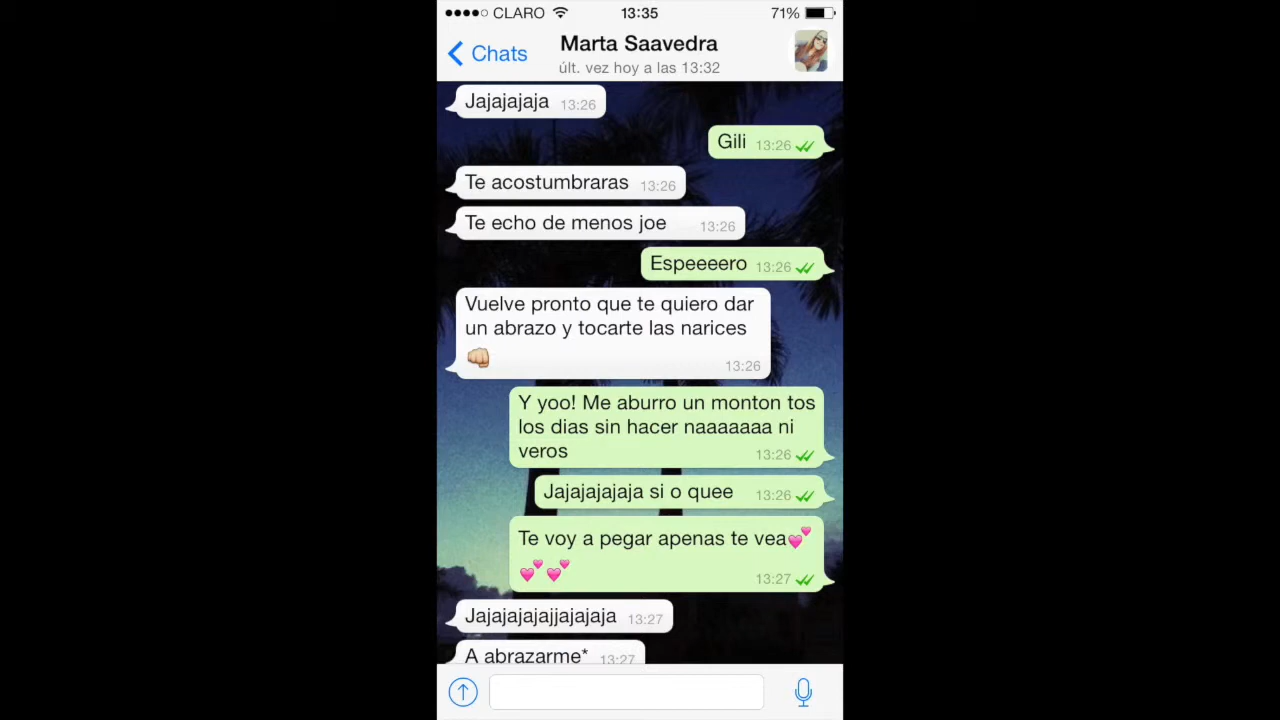 CLARO 13:35 71%
Chats Marta Saavedra
últ. vez hoy a las 13:32
Jajajajaja 13:26
Gili 13:26
Te acostumbraras 13:26
Te echo de menos joe 13:26
Espeeeero 13:26
Vuelve pronto que te quiero dar
un abrazo y tocarte las narices
👊🏼 13:26
Y yoo! Me aburro un monton tos
los dias sin hacer naaaaaaa ni
veros 13:26
Jajajajajaja si o quee 13:26
Te voy a pegar apenas te vea💕
💕💕 13:27
Jajajajajajjajajajaja 13:27
A abrazarme* 13:27